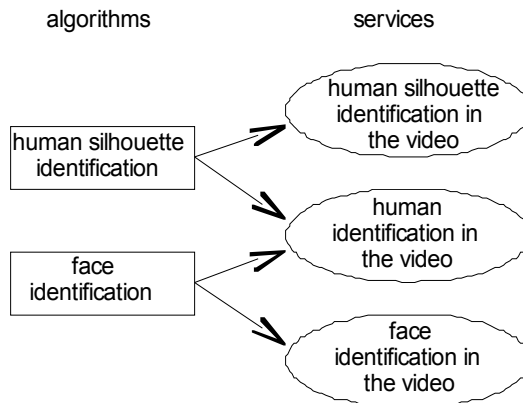 algorithms
services
human silhouette
identification
face
identification
human silhouette
identification in
the video
human
identification in
the video
face
identification in
the video